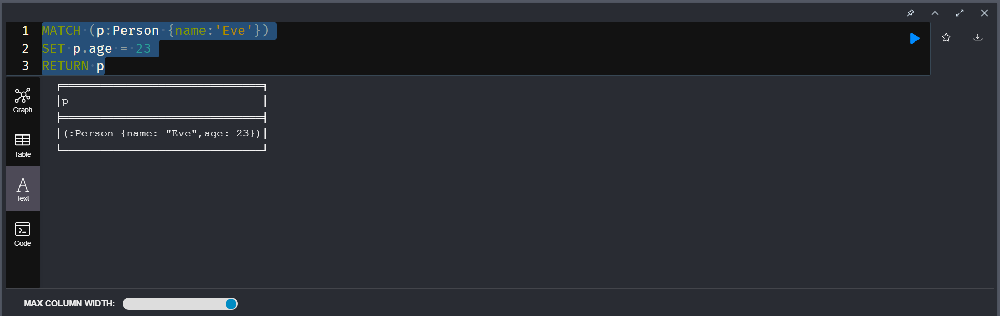 1 MATCH (p:Person {name:'Eve'})
2 SET p.age = 23
3 RETURN p
Graph
Table
Text
Code
p
(:Person {name: "Eve",age: 23})
MAX COLUMN WIDTH: